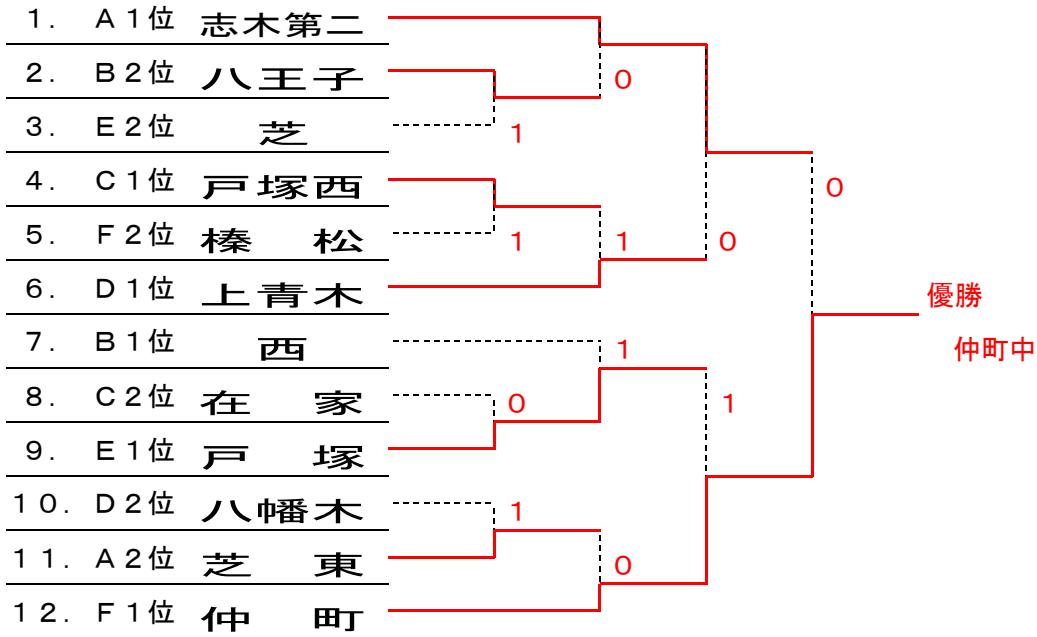 １． Ａ１位 志木第二
２． Ｂ２位 八王子
０
３． Ｅ２位 芝
１
４． Ｃ１位 戸塚西
０
５． Ｆ２位 榛松
１ １ ０
６． Ｄ１位 上青木
優勝
７． Ｂ１位 西
１
仲町中
８． Ｃ２位 在家
０ １
９． Ｅ１位 戸塚
１０． Ｄ２位 八幡木
１
１１． Ａ２位 芝東
０
１２． Ｆ１位 仲町